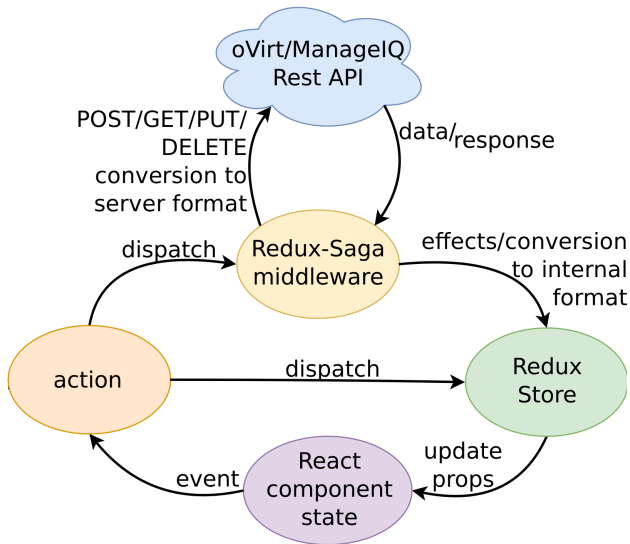 oVirt/ManageIQ
Rest API
POST/GET/PUT/
DELETE
conversion to
server format
data/response
dispatch
Redux-Saga
middleware
effects/conversion
to internal
format
action
dispatch
Redux
Store
event
React
component
state
update
props